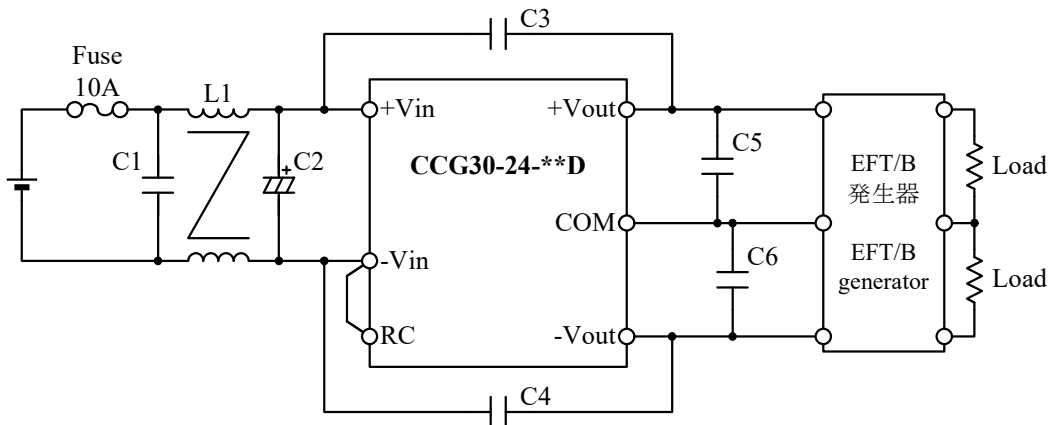 C3
Fuse
10A
L1
C1
C2
+
+Vin
+Vout
CCG30-24-**D
C5
COM
-Vin
C6
RC
-Vout
C4
EFT/B
発生器
EFT/B
generator
Load
Load